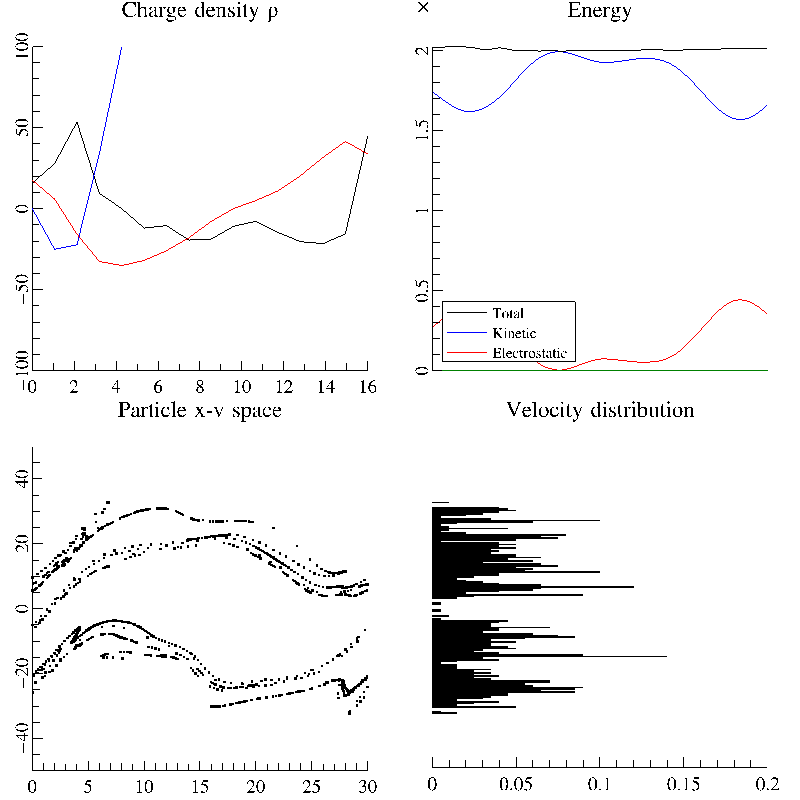 Charge density ρ
100
50
0
−50
−100
0 2 4 6 8 10 12 14 16
×
Energy
2
1.5
1
0.5
0
Total
Kinetic
Electrostatic
Particle x-v space
40
20
0
−20
−40
0 5 10 15 20 25 30
Velocity distribution
0 0.05 0.1 0.15 0.2